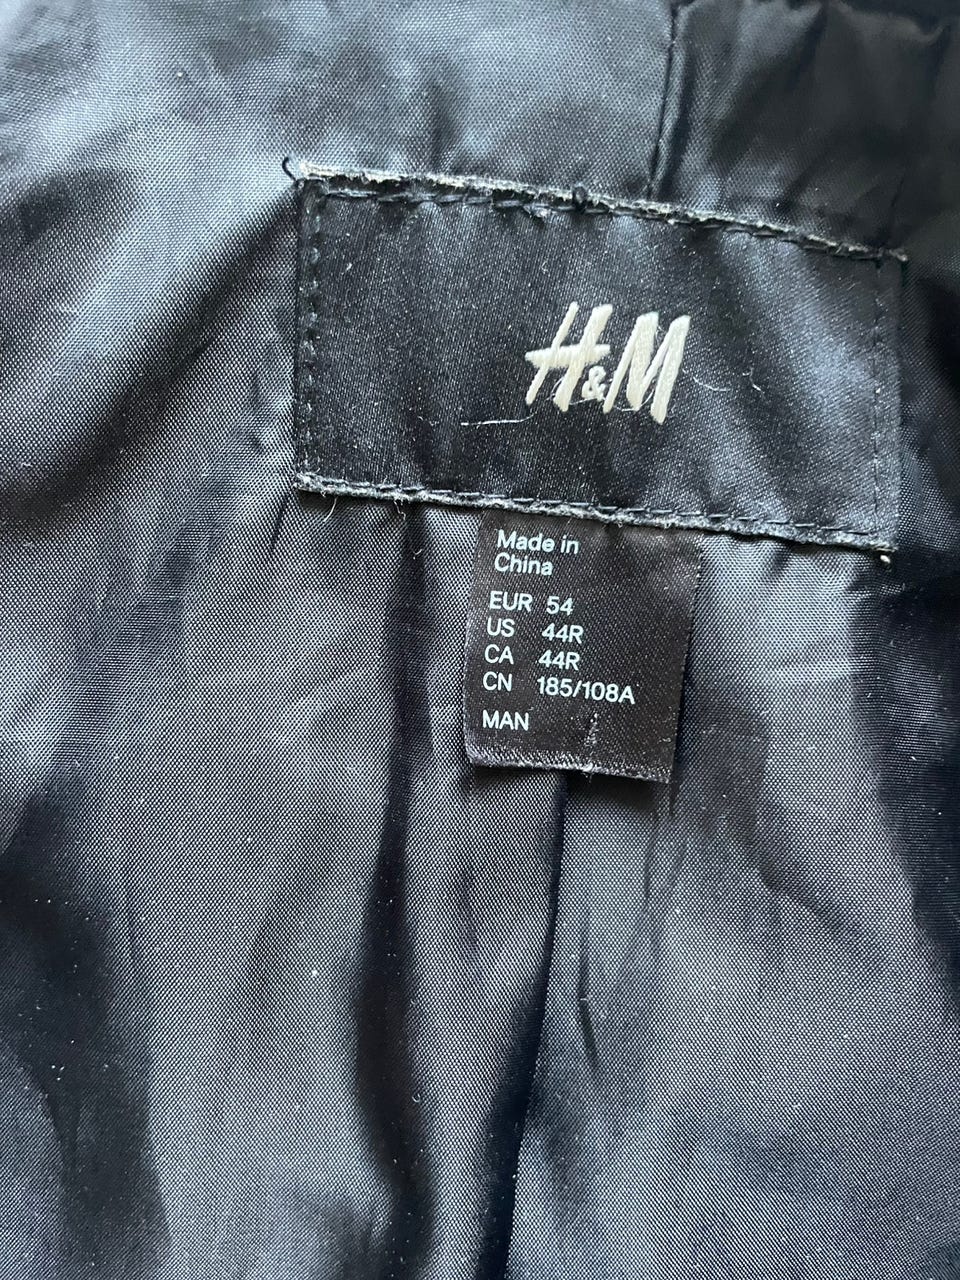 H&M
Made in
China
EUR 54
US 44R
CA 44R
CN 185/108A
MAN